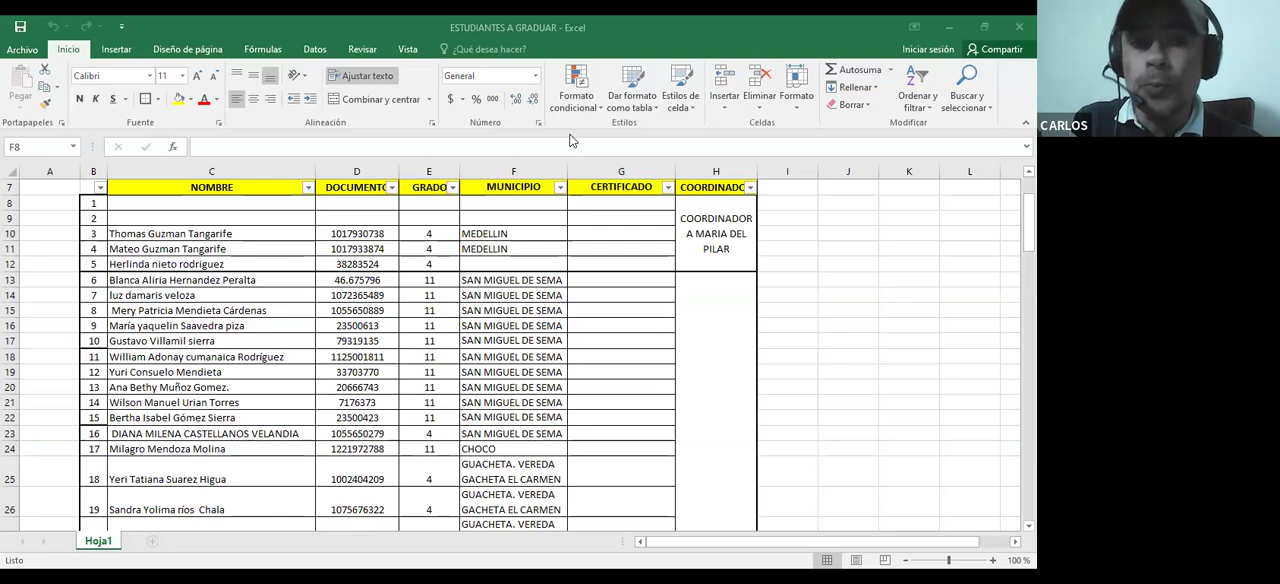 ESTUDIANTES A GRADUAR - Excel
Archivo Inicio Insertar Diseño de página Fórmulas Datos Revisar Vista ¿Qué desea hacer? Iniciar sesión Compartir
Pegar
Calibri 11
N K S
Ajustar texto
Combinar y centrar
General
$ % 000
Formato condicional
Dar formato como tabla
Estilos de celda
Insertar Eliminar Formato
Autosuma
Rellenar
Borrar
Ordenar y filtrar
Buscar y seleccionar
Portapapeles Fuente Alineación Número Estilos Celdas Modificar
F8 fx
A B C D E F G H I J K L
7 NOMBRE DOCUMENTO GRADO MUNICIPIO CERTIFICADO COORDINADO
8 1
9 2
10 3 Thomas Guzman Tangarife 1017930738 4 MEDELLIN
11 4 Mateo Guzman Tangarife 1017933874 4 MEDELLIN
12 5 Herlinda nieto rodriguez 38283524 4
COORDINADOR
A MARIA DEL
PILAR
13 6 Blanca Aliria Hernandez Peralta 46.675796 11 SAN MIGUEL DE SEMA
14 7 luz damaris veloza 1072365489 11 SAN MIGUEL DE SEMA
15 8 Mery Patricia Mendieta Cárdenas 1055650889 11 SAN MIGUEL DE SEMA
16 9 María yaquelin Saavedra piza 23500613 11 SAN MIGUEL DE SEMA
17 10 Gustavo Villamil sierra 79319135 11 SAN MIGUEL DE SEMA
18 11 William Adonay cumanaica Rodríguez 1125001811 11 SAN MIGUEL DE SEMA
19 12 Yuri Consuelo Mendieta 33703770 11 SAN MIGUEL DE SEMA
20 13 Ana Bethy Muñoz Gomez. 20666743 11 SAN MIGUEL DE SEMA
21 14 Wilson Manuel Urian Torres 7176373 11 SAN MIGUEL DE SEMA
22 15 Bertha Isabel Gómez Sierra 23500423 11 SAN MIGUEL DE SEMA
23 16 DIANA MILENA CASTELLANOS VELANDIA 1055650279 4 SAN MIGUEL DE SEMA
24 17 Milagro Mendoza Molina 1221972788 11 CHOCO
GUACHETA. VEREDA
25 18 Yeri Tatiana Suarez Higua 1002404209 4 GACHETA EL CARMEN
GUACHETA. VEREDA
26 19 Sandra Yolima ríos Chala 1075676322 4 GACHETA EL CARMEN
GUACHETA. VEREDA
Hoja1
Listo 100 %
CARLOS